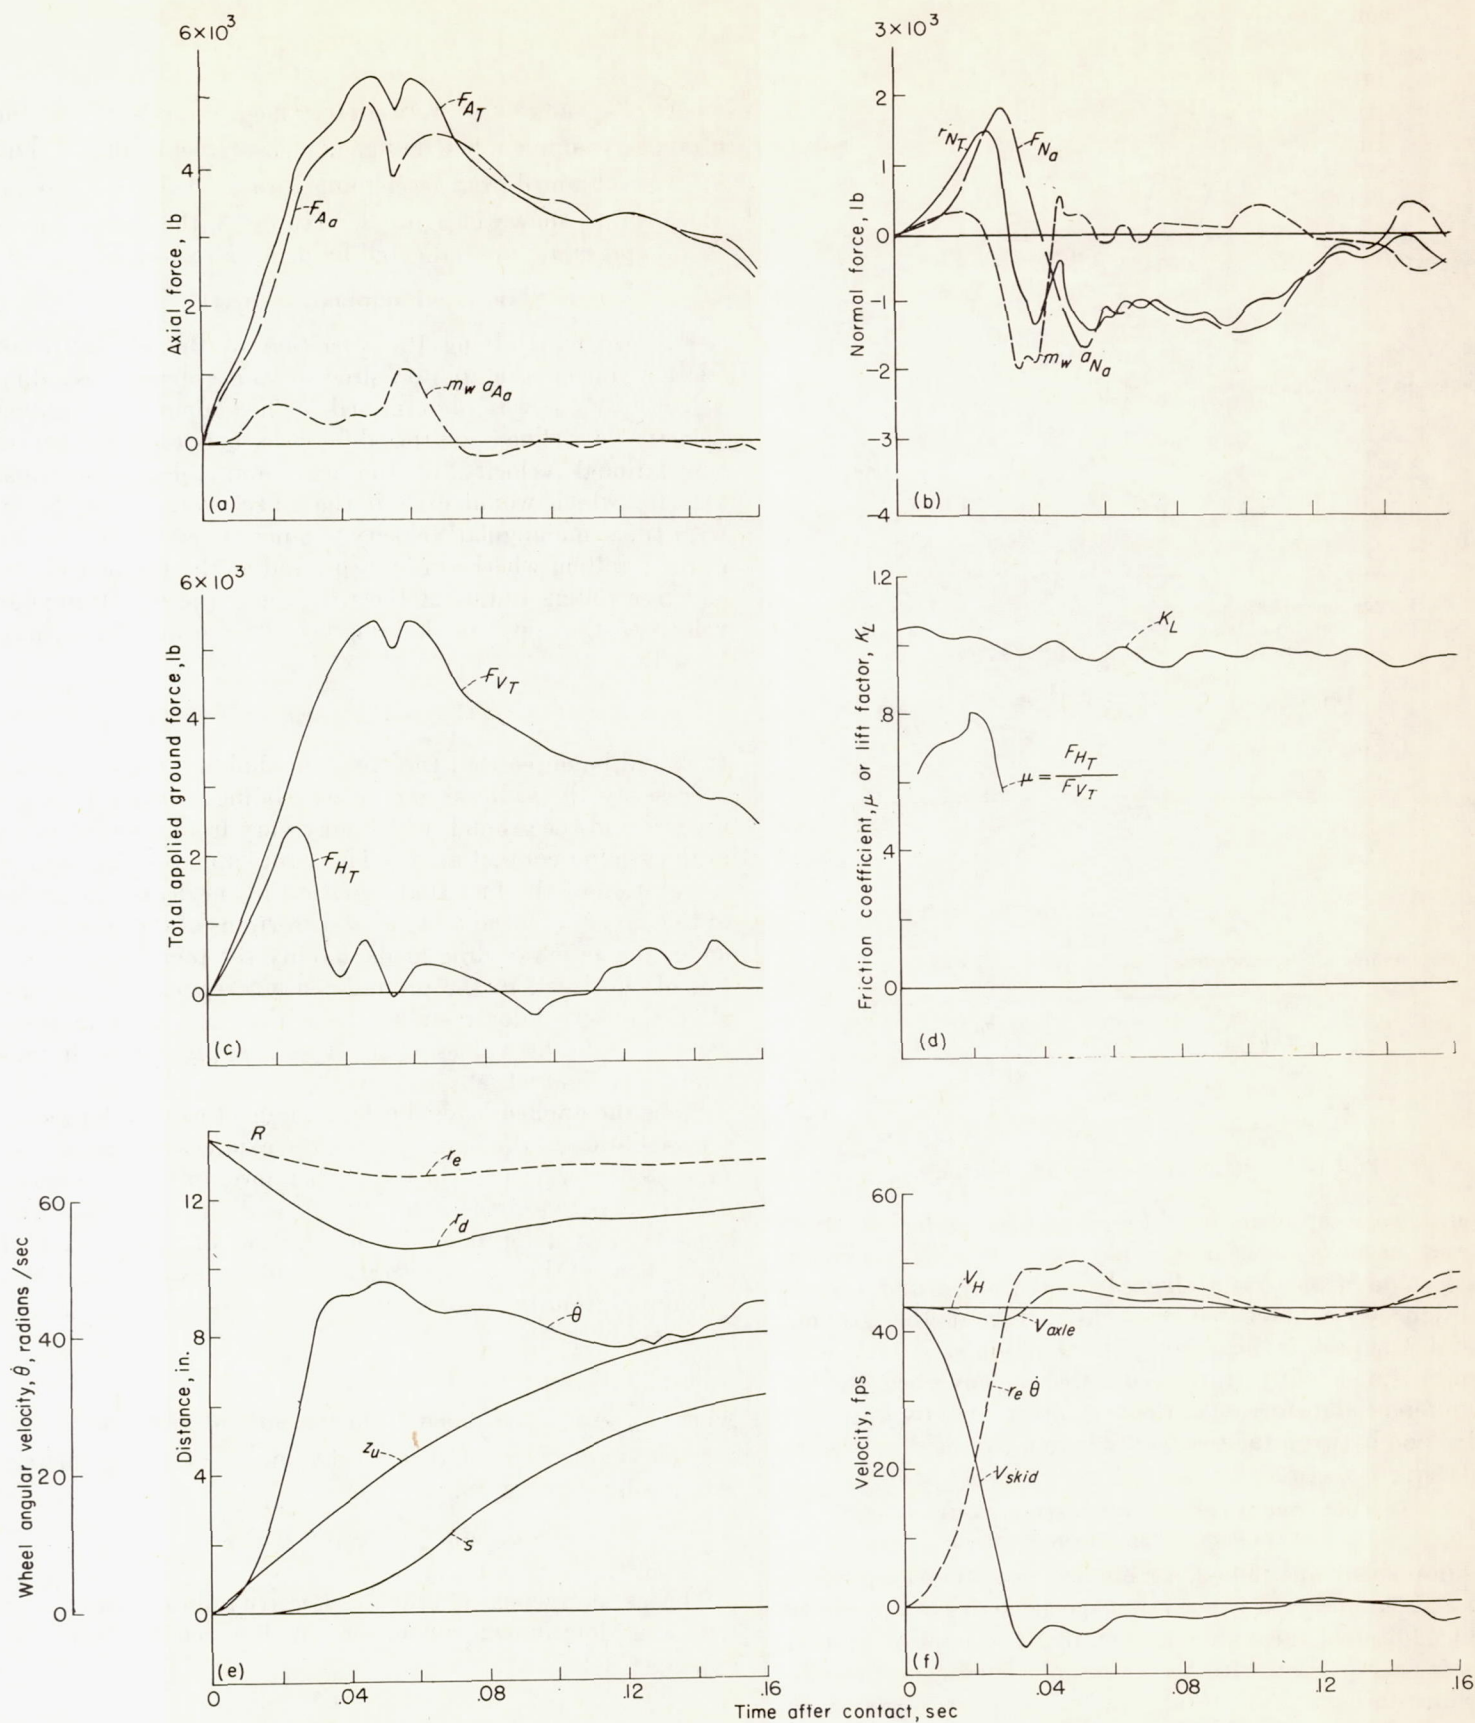 6×10³
Axial force, lb
4
2
0
F_{A_T}
F_{A_a}
m_w a_{A_a}
(a)
3×10³
Normal force, lb
2
1
0
-1
-2
-3
-4
F_{N_T}
F_{N_a}
m_w a_{N_a}
(b)
6×10³
Total applied ground force, lb
4
2
0
F_{V_T}
F_{H_T}
(c)
Friction coefficient, μ or lift factor, K_L
1.2
.8
.4
0
K_L
μ = F_{H_T} / F_{V_T}
(d)
Wheel angular velocity, θ̇, radians/sec
60
40
20
0
Distance, in.
12
8
4
0
R
r_e
r_d
θ̇
z_u
s
(e)
0 .04 .08 .12 .16
Velocity, fps
60
40
20
0
V_H
V_{axle}
r_e θ̇
V_{skid}
(f)
0 .04 .08 .12 .16
Time after contact, sec